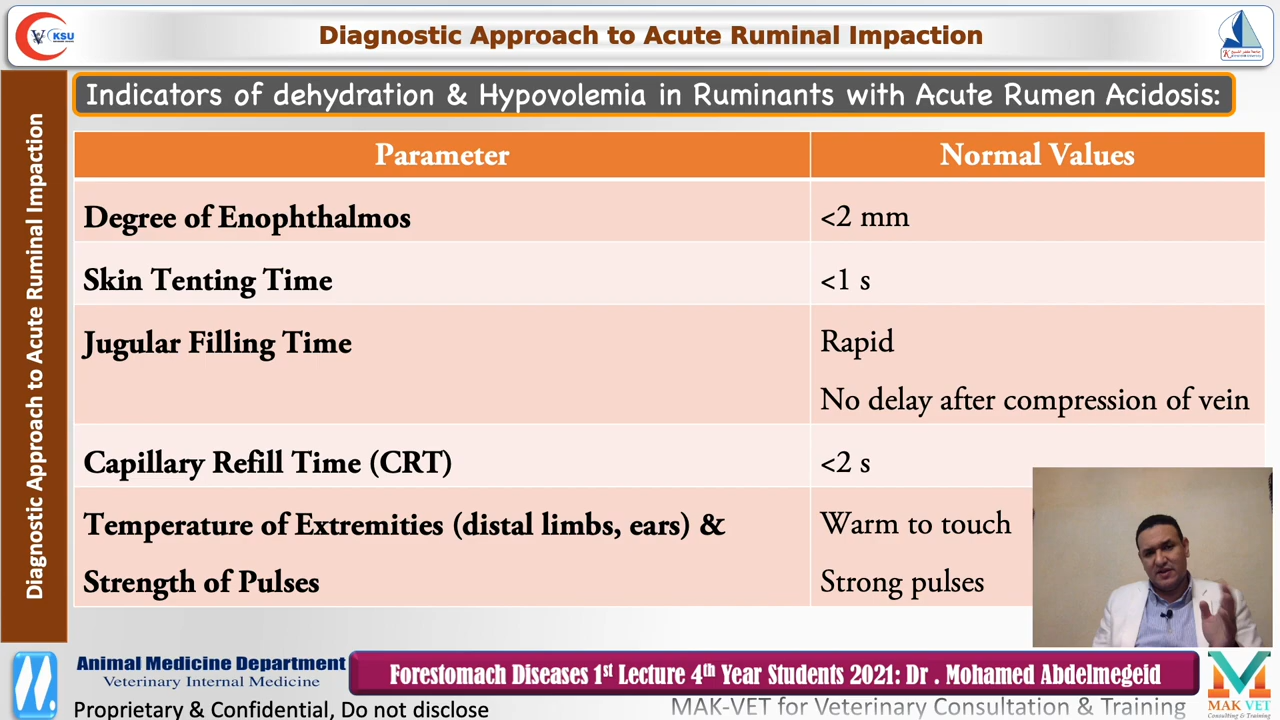 KSU
Diagnostic Approach to Acute Ruminal Impaction
Diagnostic Approach to Acute Ruminal Impaction
Indicators of dehydration & Hypovolemia in Ruminants with Acute Rumen Acidosis:
Parameter Normal Values
Degree of Enophthalmos <2 mm
Skin Tenting Time <1 s
Jugular Filling Time Rapid
No delay after compression of vein
Capillary Refill Time (CRT) <2 s
Temperature of Extremities (distal limbs, ears) & Warm to touch
Strength of Pulses Strong pulses
Animal Medicine Department
Veterinary Internal Medicine
Forestomach Diseases 1st Lecture 4th Year Students 2021: Dr . Mohamed Abdelmegeid
Proprietary & Confidential, Do not disclose
MAK-VET for Veterinary Consultation & Training
MAK VET
Consulting & Training